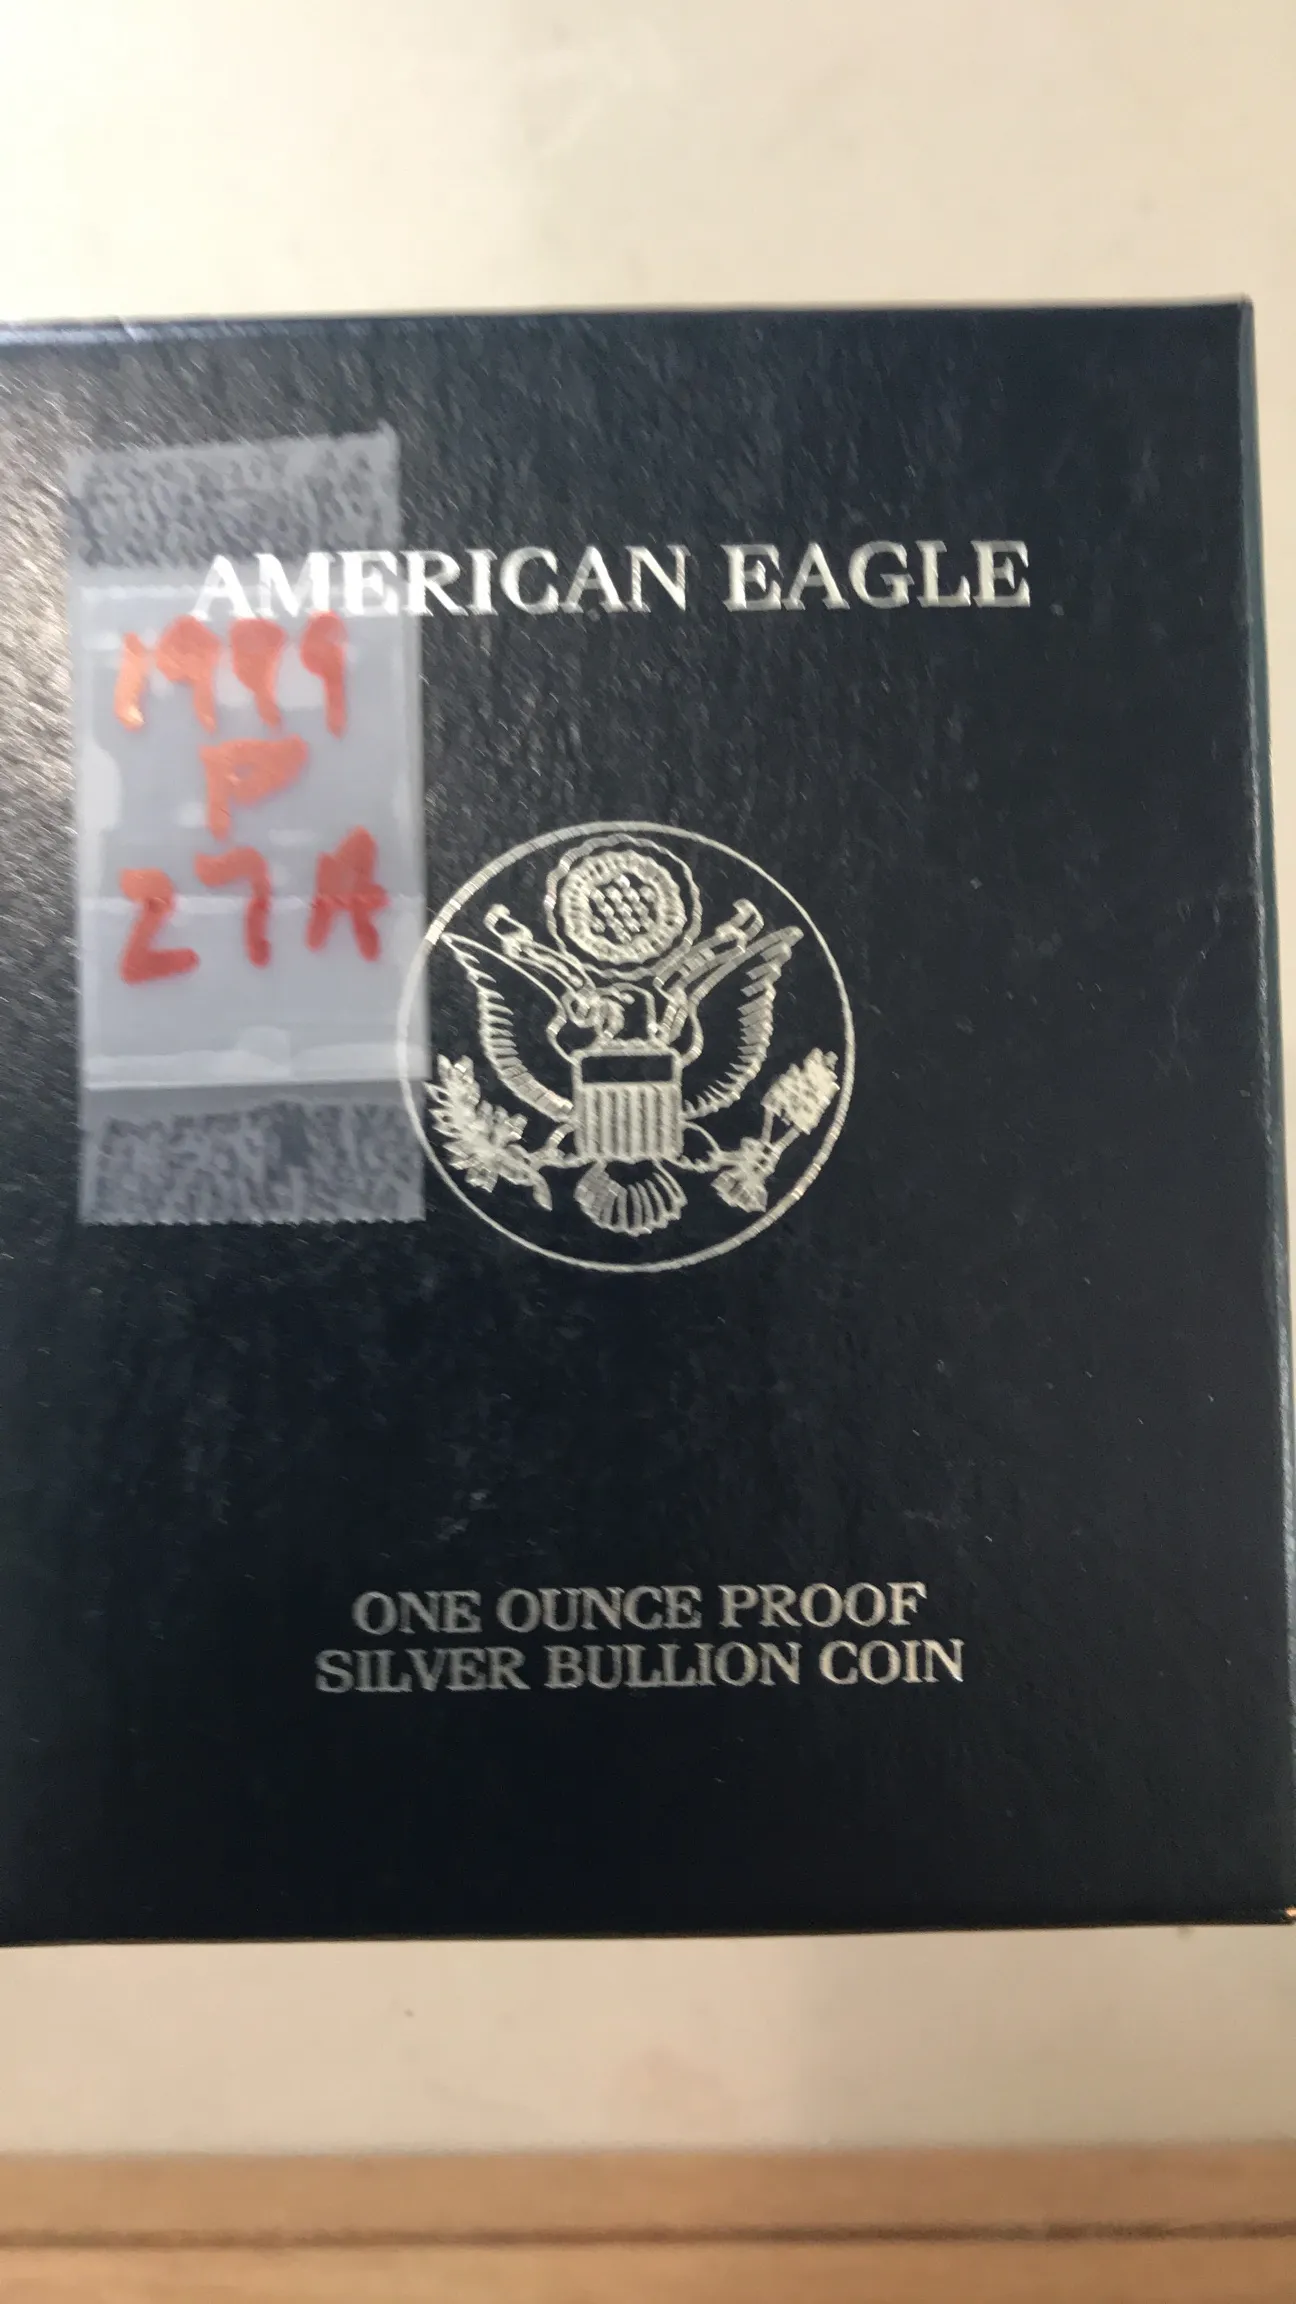 AMERICAN EAGLE
1999
P
27A
ONE OUNCE PROOF
SILVER BULLION COIN